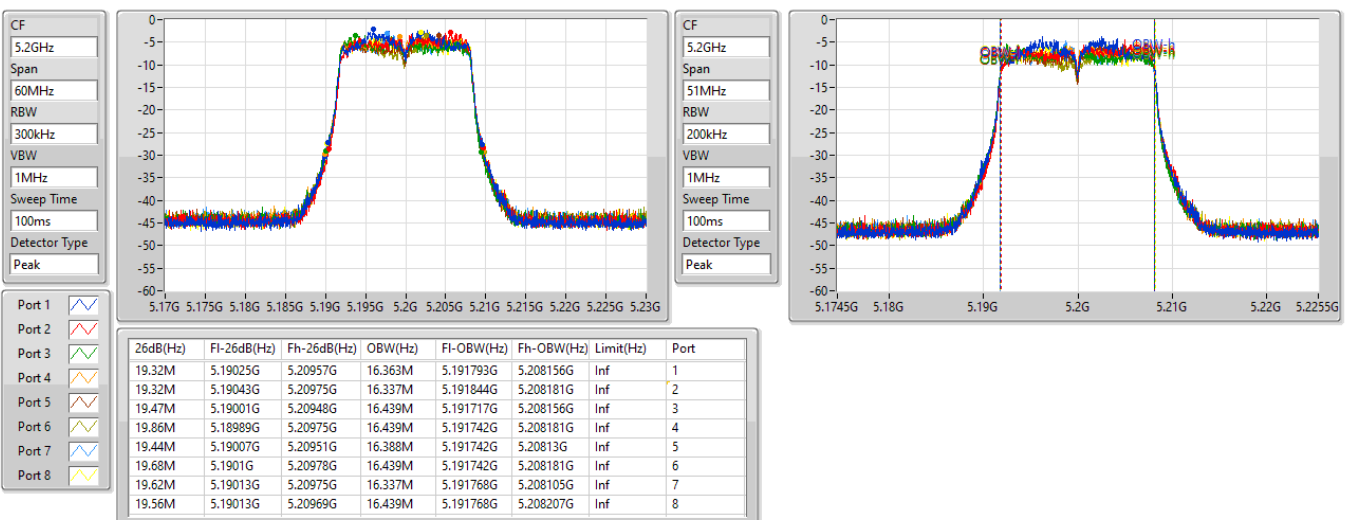 CF
5.2GHz
Span
60MHz
RBW
300kHz
VBW
1MHz
Sweep Time
100ms
Detector Type
Peak
0
-5
-10
-15
-20
-25
-30
-35
-40
-45
-50
-55
-60
5.17G 5.175G 5.18G 5.185G 5.19G 5.195G 5.2G 5.205G 5.21G 5.215G 5.22G 5.225G 5.23G
CF
5.2GHz
Span
51MHz
RBW
200kHz
VBW
1MHz
Sweep Time
100ms
Detector Type
Peak
0
-5
-10
-15
-20
-25
-30
-35
-40
-45
-50
-55
-60
5.1745G 5.18G 5.19G 5.2G 5.21G 5.22G 5.2255G
Port 1
Port 2
Port 3
Port 4
Port 5
Port 6
Port 7
Port 8
26dB(Hz) Fl-26dB(Hz) Fh-26dB(Hz) OBW(Hz) Fl-OBW(Hz) Fh-OBW(Hz) Limit(Hz) Port
19.32M 5.19025G 5.20957G 16.363M 5.191793G 5.208156G Inf 1
19.32M 5.19043G 5.20975G 16.337M 5.191844G 5.208181G Inf 2
19.47M 5.19001G 5.20948G 16.439M 5.191717G 5.208156G Inf 3
19.86M 5.18989G 5.20975G 16.439M 5.191742G 5.208181G Inf 4
19.44M 5.19007G 5.20951G 16.388M 5.191742G 5.20813G Inf 5
19.68M 5.1901G 5.20978G 16.439M 5.191742G 5.208181G Inf 6
19.62M 5.19013G 5.20975G 16.337M 5.191768G 5.208105G Inf 7
19.56M 5.19013G 5.20969G 16.439M 5.191768G 5.208207G Inf 8